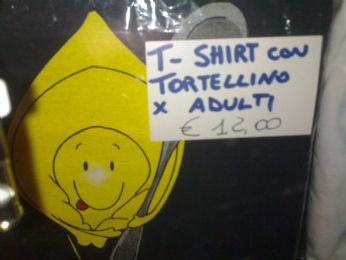 T- SHIRT CON
TORTELLINO
X ADULTI
€ 12,00